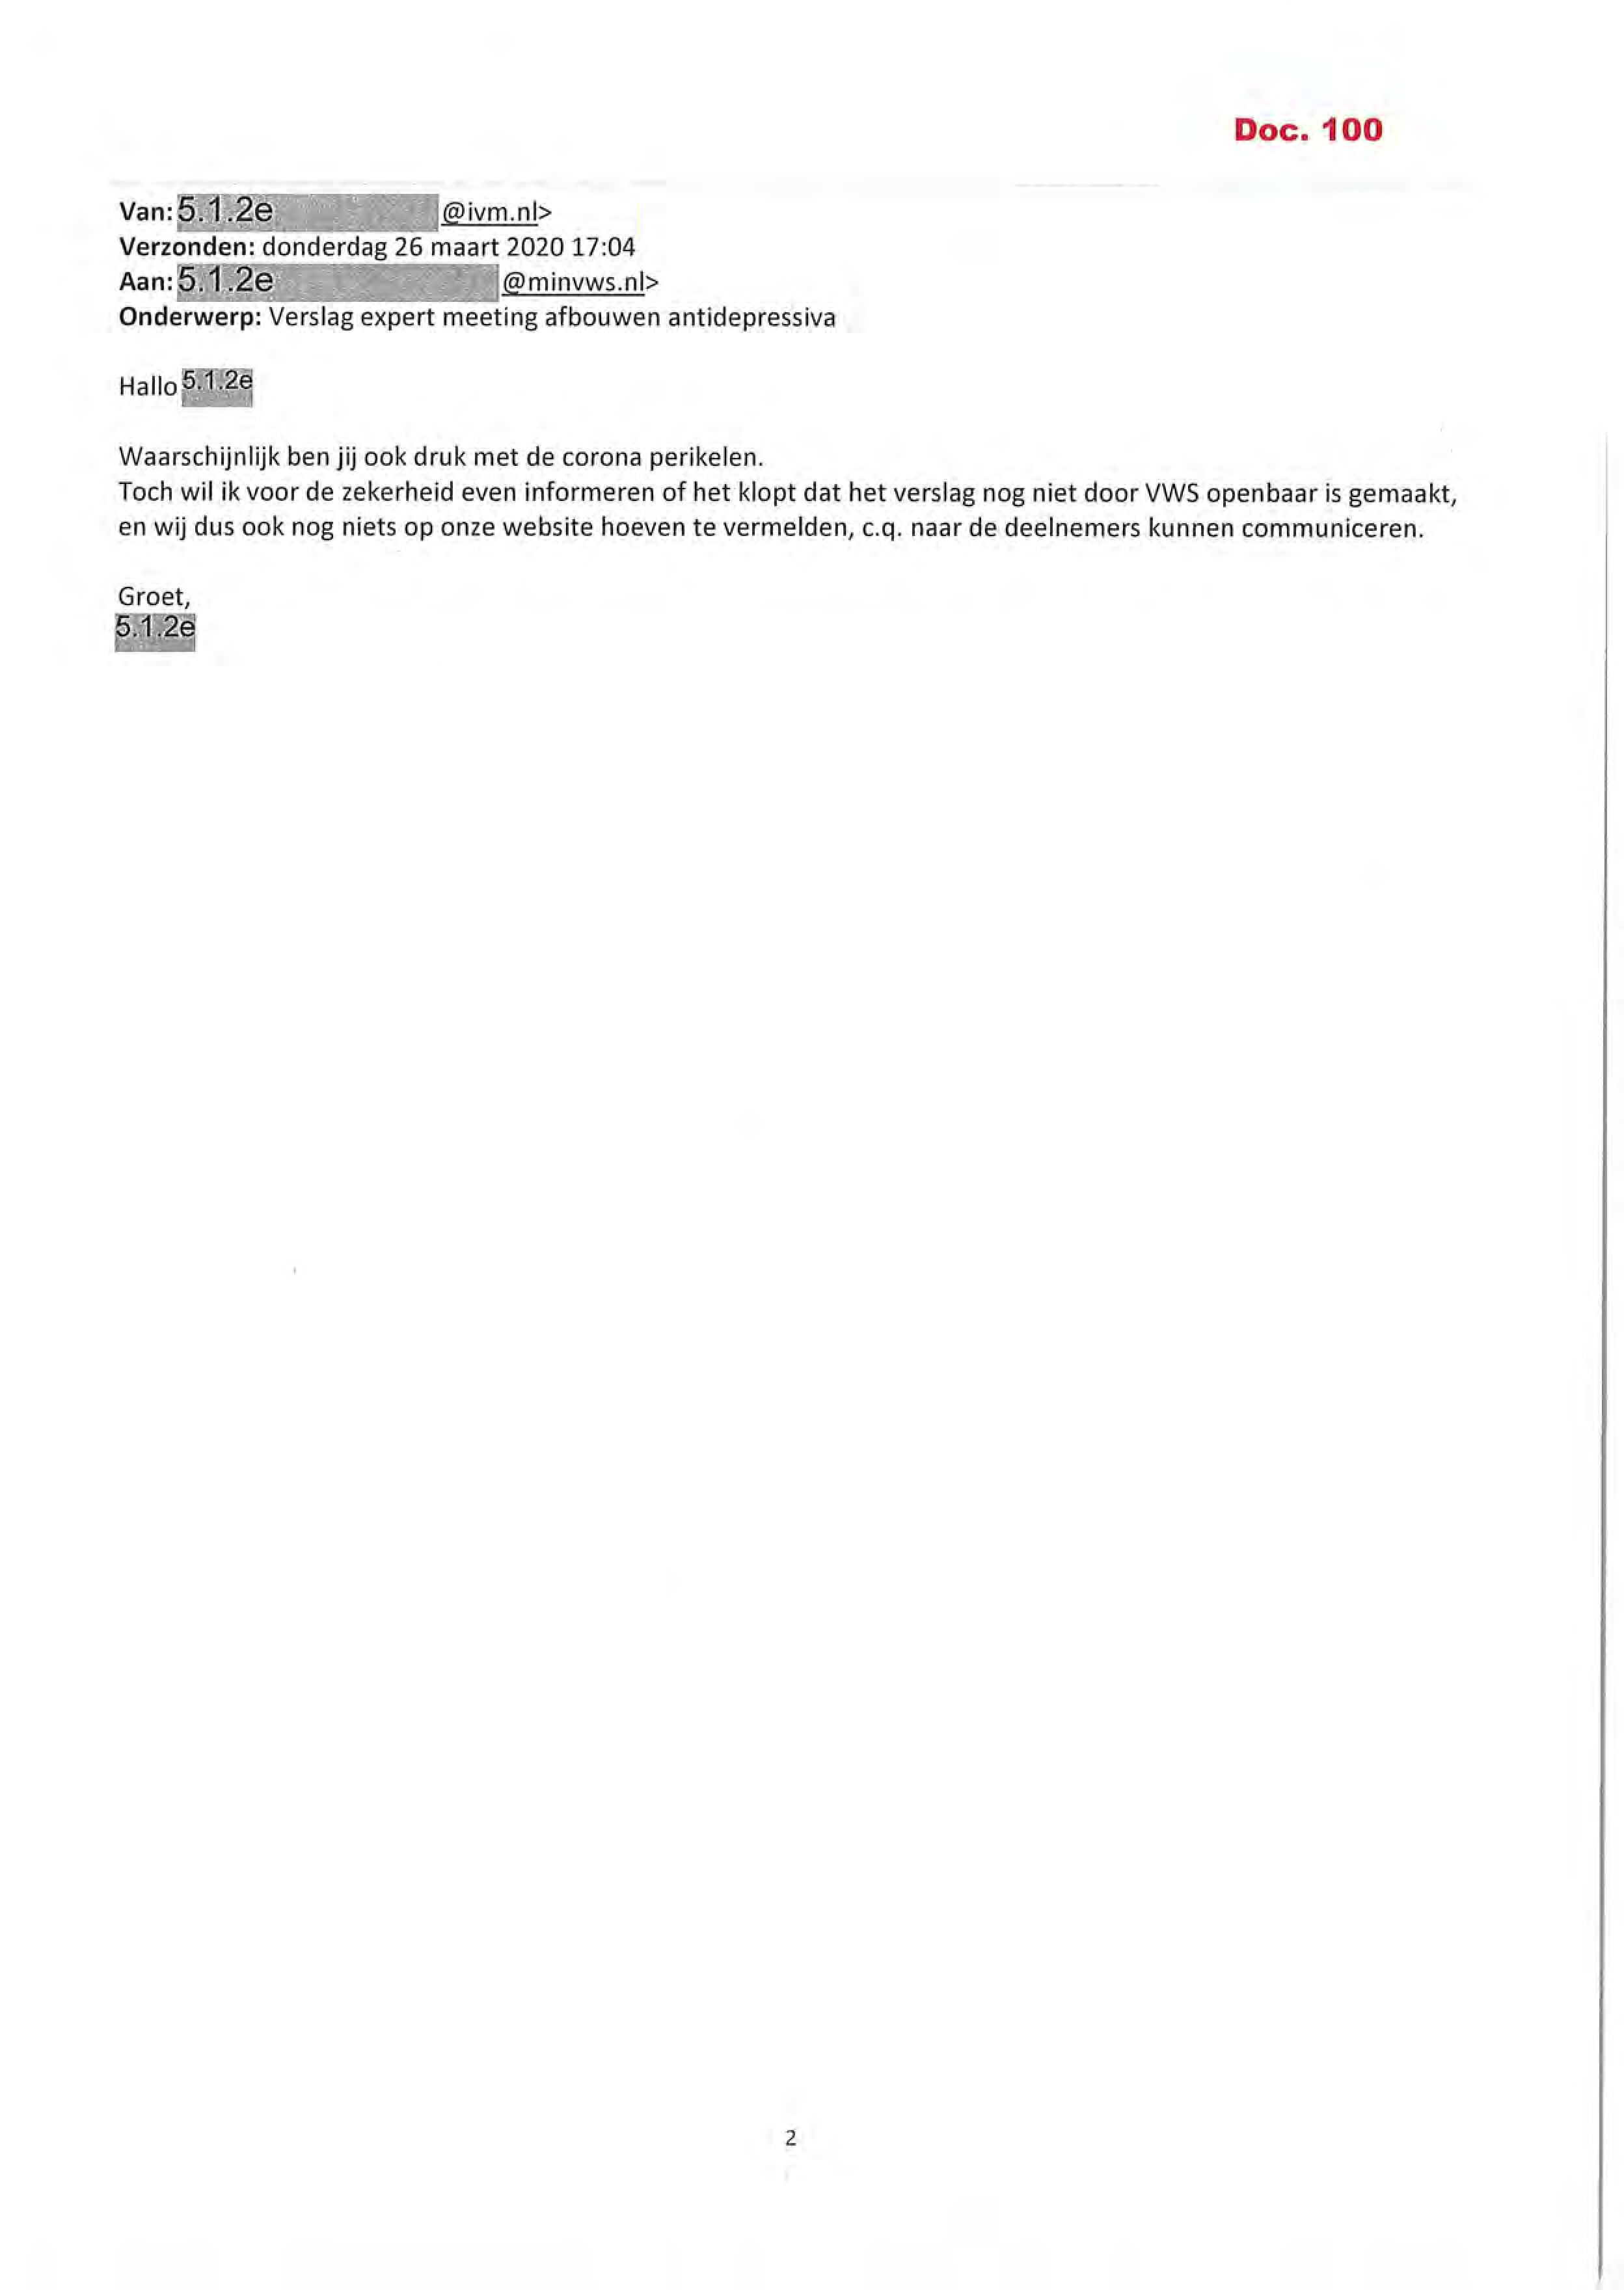 Doc. 100
Van: 5.1.2e @ivm.nl>
Verzonden: donderdag 26 maart 2020 17:04
Aan: 5.1.2e @minvws.nl>
Onderwerp: Verslag expert meeting afbouwen antidepressiva
Hallo 5.1.2e
Waarschijnlijk ben jij ook druk met de corona perikelen.
Toch wil ik voor de zekerheid even informeren of het klopt dat het verslag nog niet door VWS openbaar is gemaakt,
en wij dus ook nog niets op onze website hoeven te vermelden, c.q. naar de deelnemers kunnen communiceren.
Groet,
5.1.2e
2